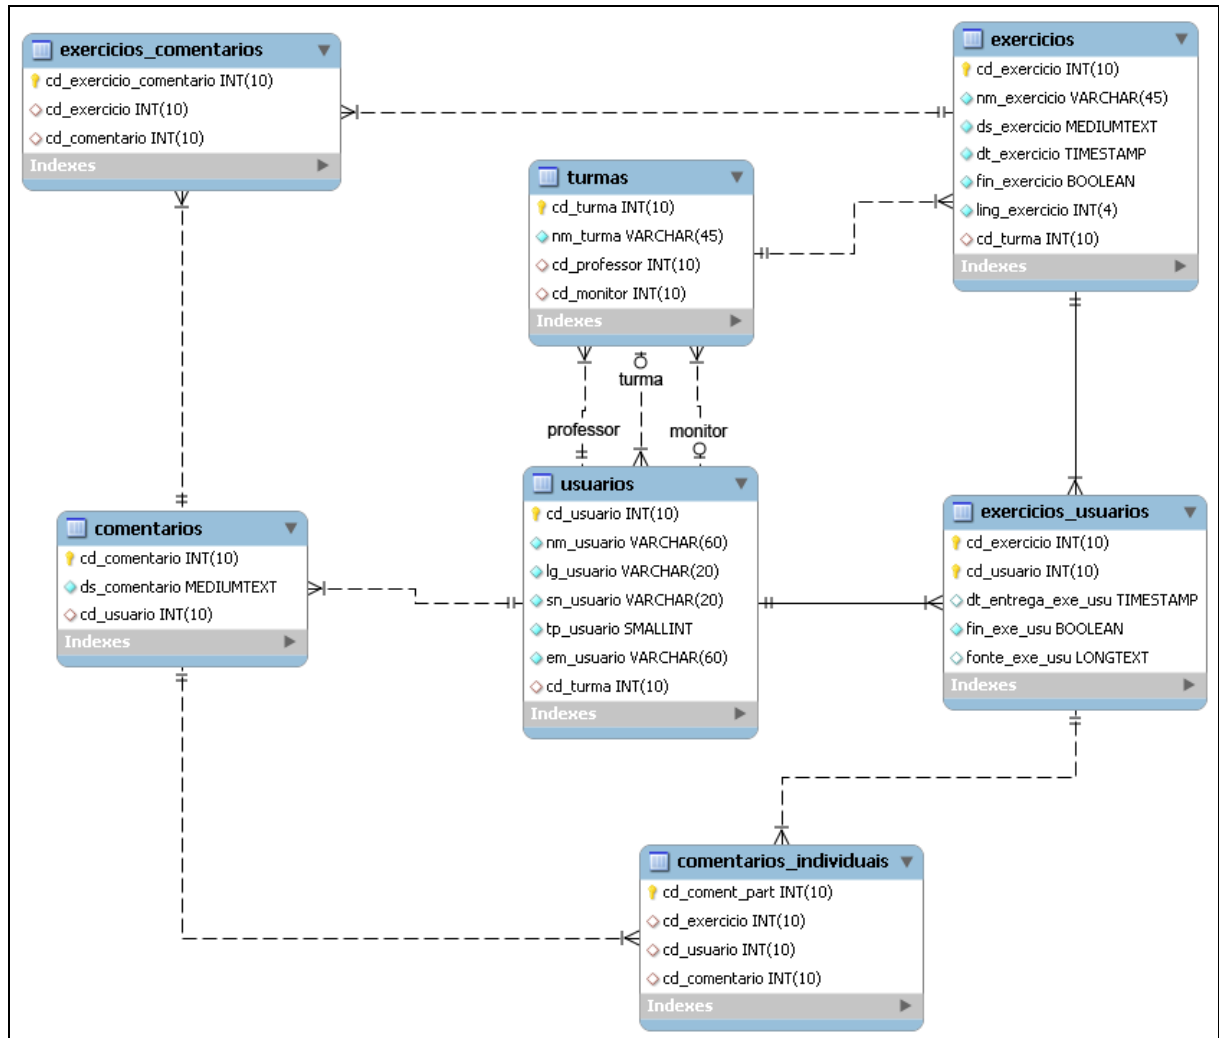 exercicios_comentarios
cd_exercicio_comentario INT(10)
cd_exercicio INT(10)
cd_comentario INT(10)
Indexes
exercicios
cd_exercicio INT(10)
nm_exercicio VARCHAR(45)
ds_exercicio MEDIUMTEXT
dt_exercicio TIMESTAMP
fin_exercicio BOOLEAN
ling_exercicio INT(4)
cd_turma INT(10)
Indexes
turmas
cd_turma INT(10)
nm_turma VARCHAR(45)
cd_professor INT(10)
cd_monitor INT(10)
Indexes
turma
professor
monitor
usuarios
cd_usuario INT(10)
nm_usuario VARCHAR(60)
lg_usuario VARCHAR(20)
sn_usuario VARCHAR(20)
tp_usuario SMALLINT
em_usuario VARCHAR(60)
cd_turma INT(10)
Indexes
comentarios
cd_comentario INT(10)
ds_comentario MEDIUMTEXT
cd_usuario INT(10)
Indexes
exercicios_usuarios
cd_exercicio INT(10)
cd_usuario INT(10)
dt_entrega_exe_usu TIMESTAMP
fin_exe_usu BOOLEAN
fonte_exe_usu LONGTEXT
Indexes
comentarios_individuais
cd_coment_part INT(10)
cd_exercicio INT(10)
cd_usuario INT(10)
cd_comentario INT(10)
Indexes